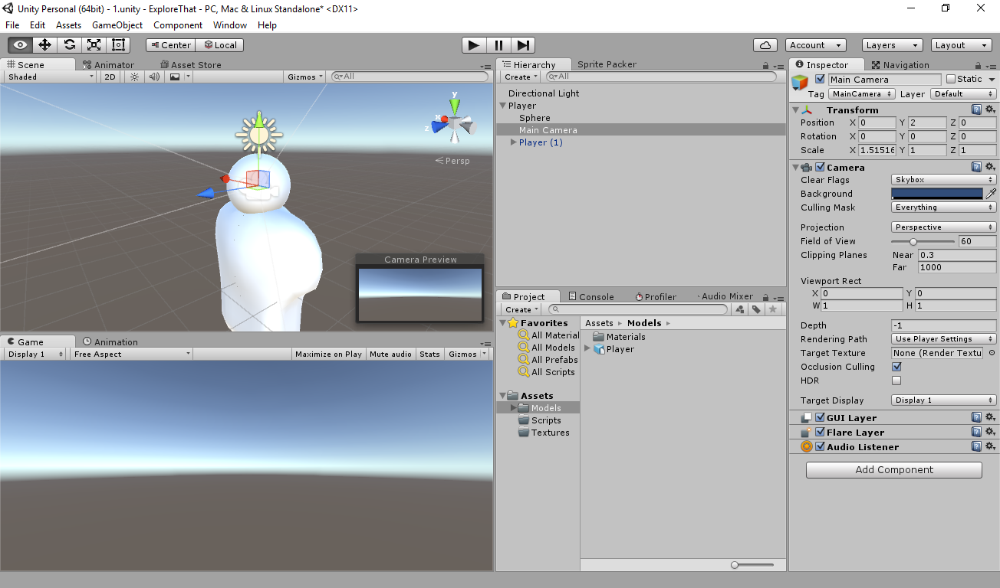 Unity Personal (64bit) - 1.unity - ExploreThat - PC, Mac & Linux Standalone* <DX11>
File Edit Assets GameObject Component Window Help
Center Local
Account Layers Layout
Scene Animator Asset Store
Shaded 2D Gizmos All
y
x
z
Persp
Camera Preview
Game Animation
Display 1 Free Aspect Maximize on Play Mute audio Stats Gizmos
Hierarchy Sprite Packer
Create All
Directional Light
Player
Sphere
Main Camera
Player (1)
Project Console Profiler Audio Mixer
Create
Favorites
All Material
All Models
All Prefabs
All Scripts
Assets
Models
Scripts
Textures
Assets Models
Materials
Player
Inspector Navigation
Main Camera Static
Tag MainCamera Layer Default
Transform
Position X 0 Y 2 Z 0
Rotation X 0 Y 0 Z 0
Scale X 1.51516 Y 1 Z 1
Camera
Clear Flags Skybox
Background
Culling Mask Everything
Projection Perspective
Field of View 60
Clipping Planes Near 0.3
Far 1000
Viewport Rect
X 0 Y 0
W 1 H 1
Depth -1
Rendering Path Use Player Settings
Target Texture None (Render Textu
Occlusion Culling
HDR
Target Display Display 1
GUI Layer
Flare Layer
Audio Listener
Add Component